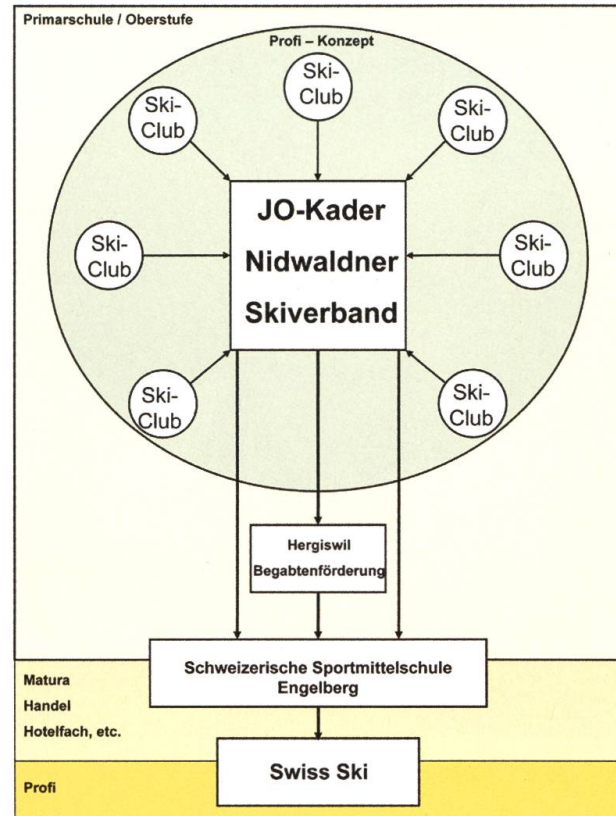 Primarschule / Oberstufe
Profi – Konzept
Ski-
Club
Ski-
Club
Ski-
Club
Ski-
Club
Ski-
Club
Ski-
Club
Ski-
Club
JO-Kader
Nidwaldner
Skiverband
Hergiswil
Begabtenförderung
Schweizerische Sportmittelschule
Engelberg
Matura
Handel
Hotelfach, etc.
Swiss Ski
Profi